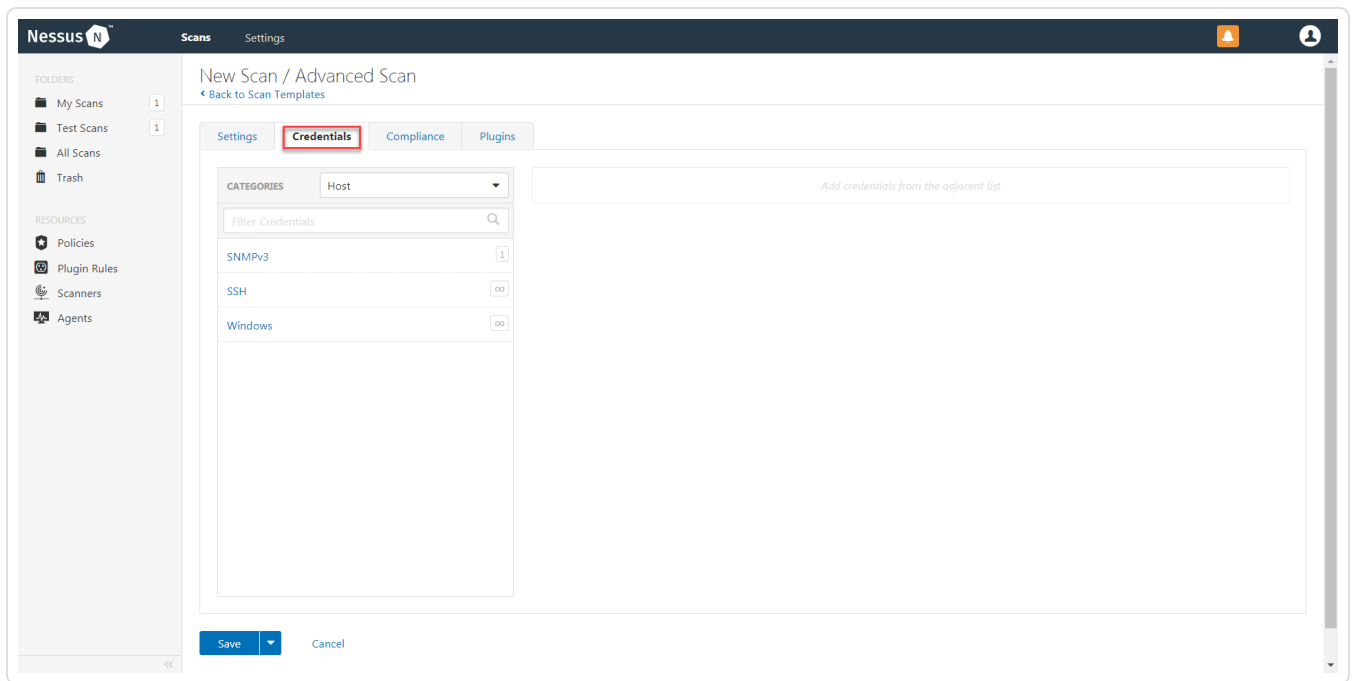 Nessus N ™
Scans Settings
FOLDERS
My Scans 1
Test Scans 1
All Scans
Trash
RESOURCES
Policies
Plugin Rules
Scanners
Agents
New Scan / Advanced Scan
Back to Scan Templates
Settings Credentials Compliance Plugins
CATEGORIES Host
Filter Credentials
SNMPv3 1
SSH ∞
Windows ∞
Add credentials from the adjacent list
Save Cancel